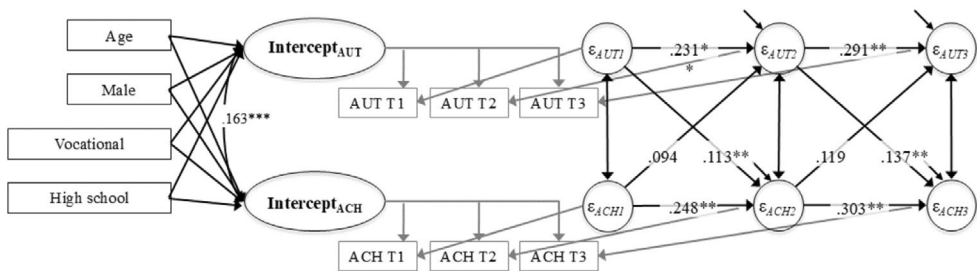 Age
Male
Vocational
High school
Intercept_AUT
Intercept_ACH
.163***
AUT T1
AUT T2
AUT T3
ACH T1
ACH T2
ACH T3
ε_AUT1
.231*
*
ε_AUT2
.291**
ε_AUT3
.094
.113**
.119
.137**
ε_ACH1
.248**
ε_ACH2
.303**
ε_ACH3